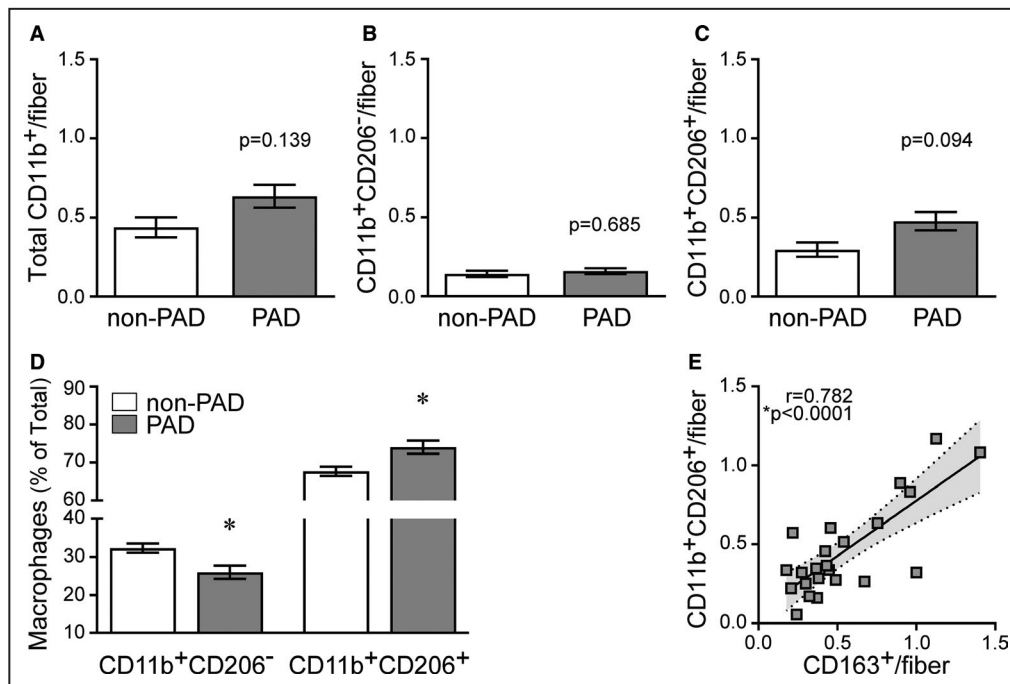 A
Total CD11b⁺/fiber
1.5
1.0
0.5
0.0
p=0.139
non-PAD PAD
B
CD11b⁺CD206⁻/fiber
1.5
1.0
0.5
0.0
p=0.685
non-PAD PAD
C
CD11b⁺CD206⁺/fiber
1.5
1.0
0.5
0.0
p=0.094
non-PAD PAD
D
Macrophages (% of Total)
90
80
70
60
40
30
20
10
non-PAD
PAD
*
*
CD11b⁺CD206⁻ CD11b⁺CD206⁺
E
CD11b⁺CD206⁺/fiber
1.5
1.0
0.5
0.0
r=0.782
*p<0.0001
0.0 0.5 1.0 1.5
CD163⁺/fiber